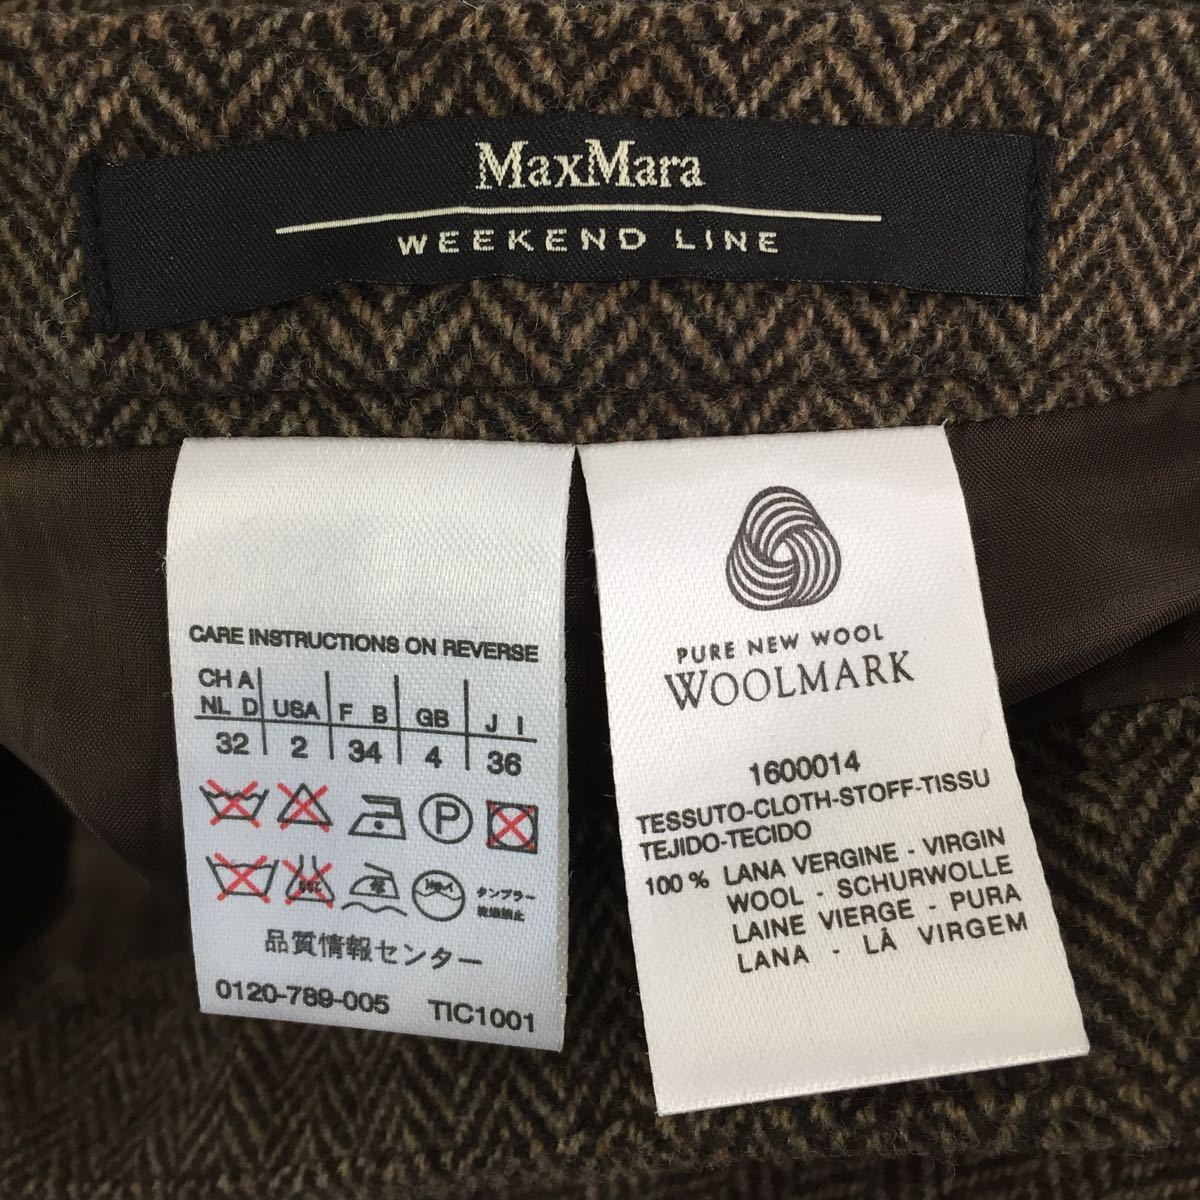 MaxMara
WEEKEND LINE
CARE INSTRUCTIONS ON REVERSE
CH A
NL D USA F B GB J I
32 2 34 4 36
P
タンブラー
乾燥禁止
品質情報センター
0120-789-005 TIC1001
PURE NEW WOOL
WOOLMARK
1600014
TESSUTO-CLOTH-STOFF-TISSU
TEJIDO-TECIDO
100 % LANA VERGINE - VIRGIN
WOOL - SCHURWOLLE
LAINE VIERGE - PURA
LANA - LÀ VIRGEM